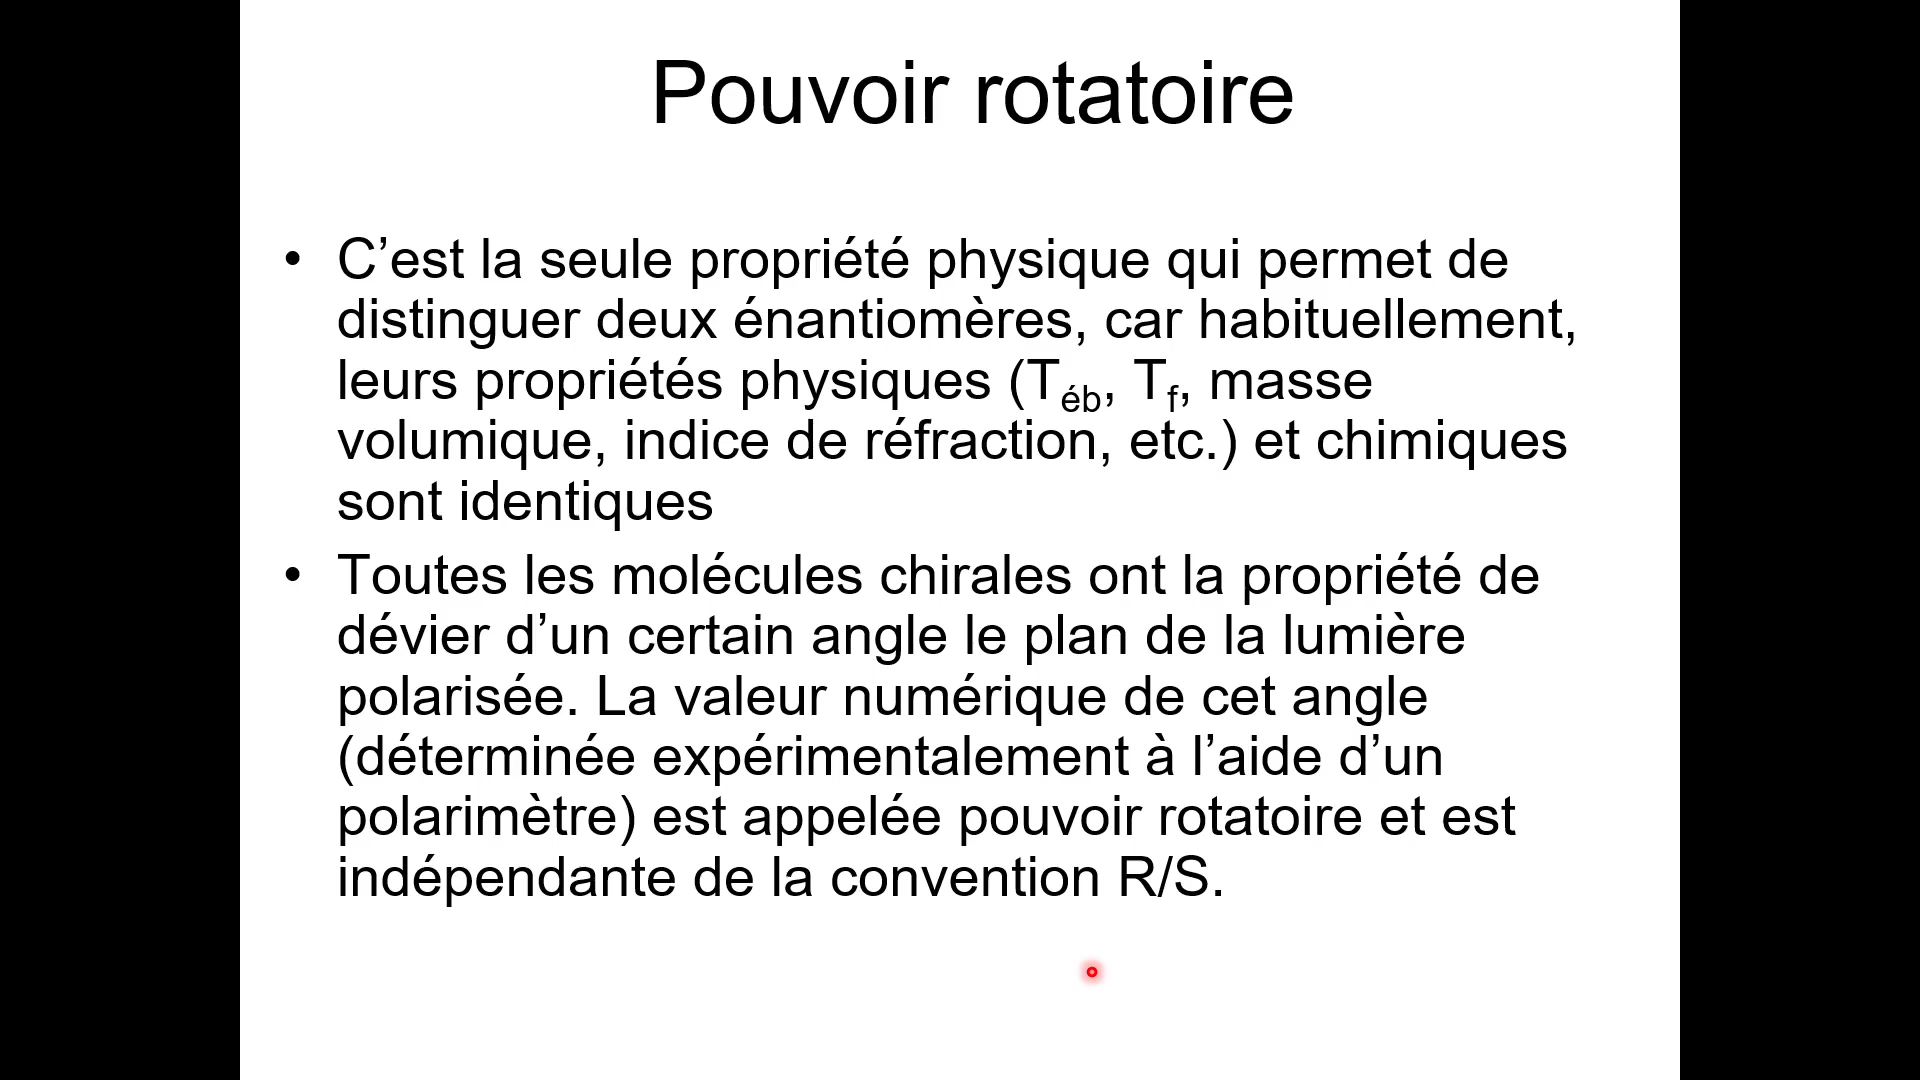 Pouvoir rotatoire
• C’est la seule propriété physique qui permet de
distinguer deux énantiomères, car habituellement,
leurs propriétés physiques (Téb, Tf, masse
volumique, indice de réfraction, etc.) et chimiques
sont identiques
• Toutes les molécules chirales ont la propriété de
dévier d’un certain angle le plan de la lumière
polarisée. La valeur numérique de cet angle
(déterminée expérimentalement à l’aide d’un
polarimètre) est appelée pouvoir rotatoire et est
indépendante de la convention R/S.